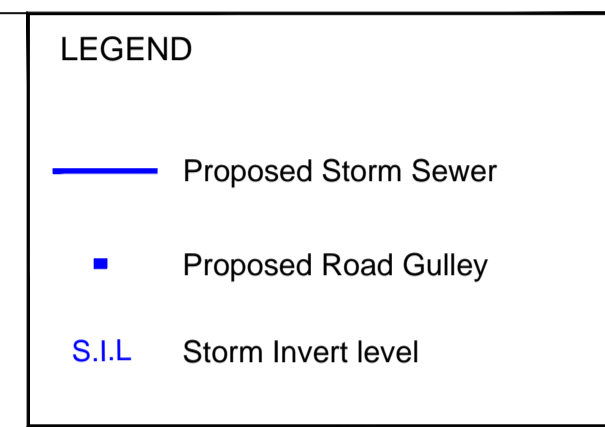 LEGEND
Proposed Storm Sewer
Proposed Road Gulley
S.I.L Storm Invert level